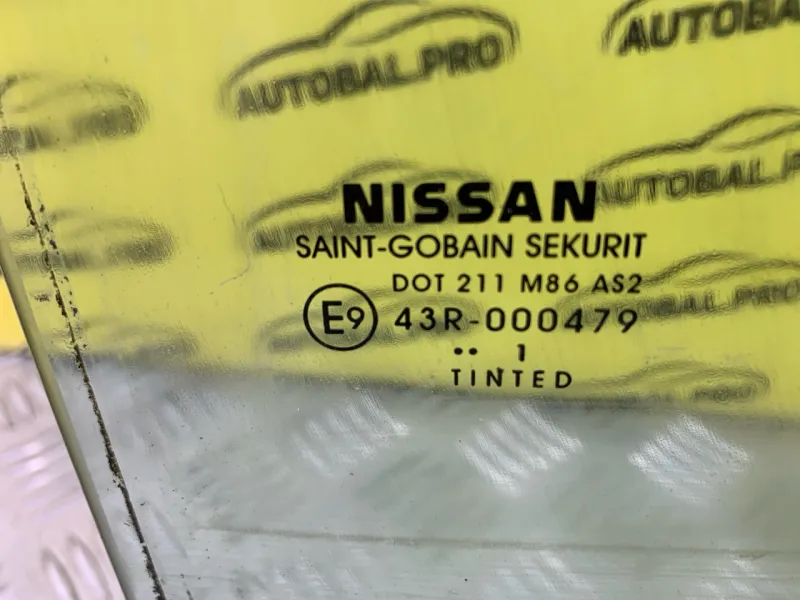 AUTOBAL.PRO
NISSAN
SAINT-GOBAIN SEKURIT
DOT 211 M86 AS2
E9 43R-000479
•• 1
TINTED